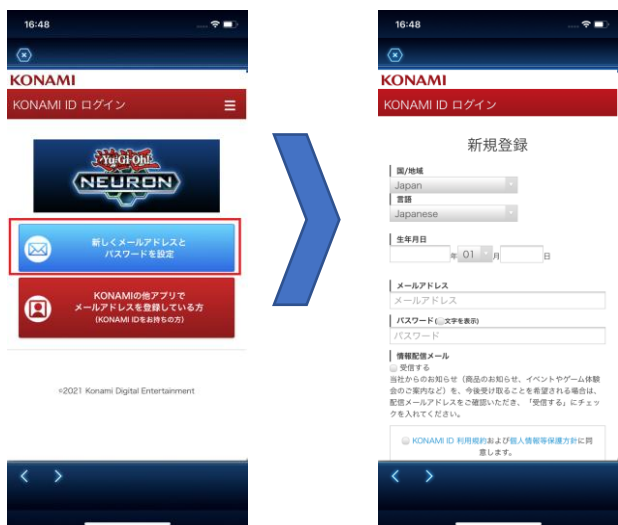 16:48
KONAMI
KONAMI ID ログイン
Yu-Gi-Oh!
NEURON
新しくメールアドレスと
パスワードを設定
KONAMIの他アプリで
メールアドレスを登録している方
(KONAMI IDをお持ちの方)
©2021 Konami Digital Entertainment
16:48
KONAMI
KONAMI ID ログイン
新規登録
国/地域
Japan
言語
Japanese
生年月日
年 01 月 日
メールアドレス
メールアドレス
パスワード(文字を表示)
パスワード
情報配信メール
受信する
当社からのお知らせ（商品のお知らせ、イベントやゲーム体験
会のご案内など）を、今後受け取ることを希望される場合は、
配信メールアドレスをご確認いただき、「受信する」にチェッ
クを入れてください。
KONAMI ID 利用規約および個人情報等保護方針に同
意します。